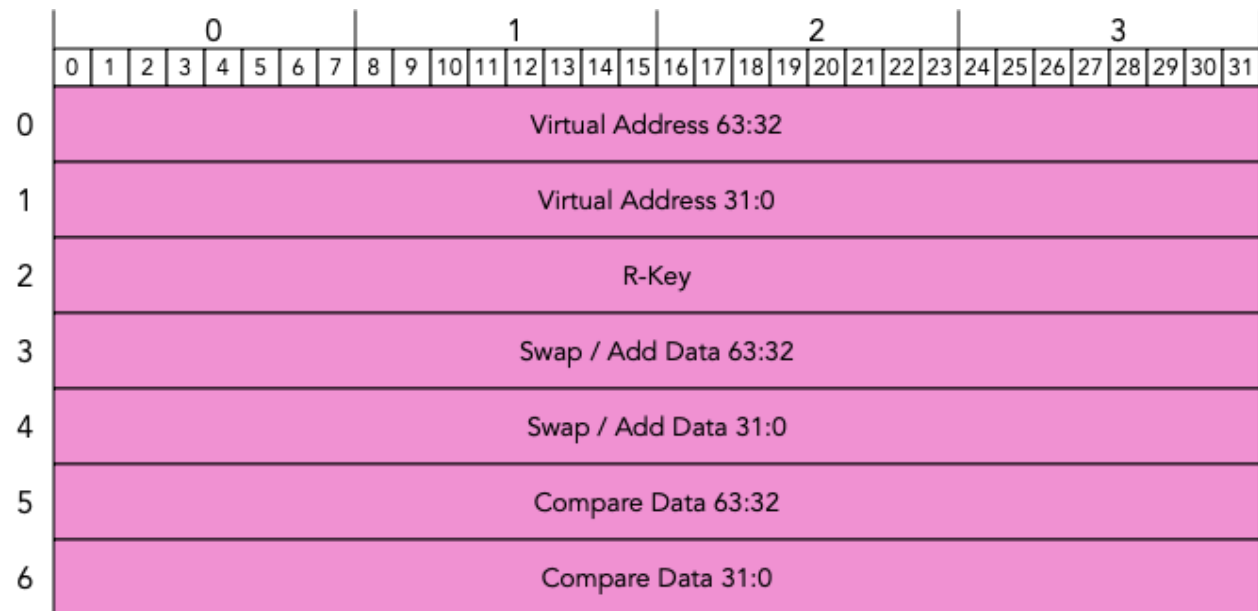 0 1 2 3
0 1 2 3 4 5 6 7 8 9 10 11 12 13 14 15 16 17 18 19 20 21 22 23 24 25 26 27 28 29 30 31
0 Virtual Address 63:32
1 Virtual Address 31:0
2 R-Key
3 Swap / Add Data 63:32
4 Swap / Add Data 31:0
5 Compare Data 63:32
6 Compare Data 31:0